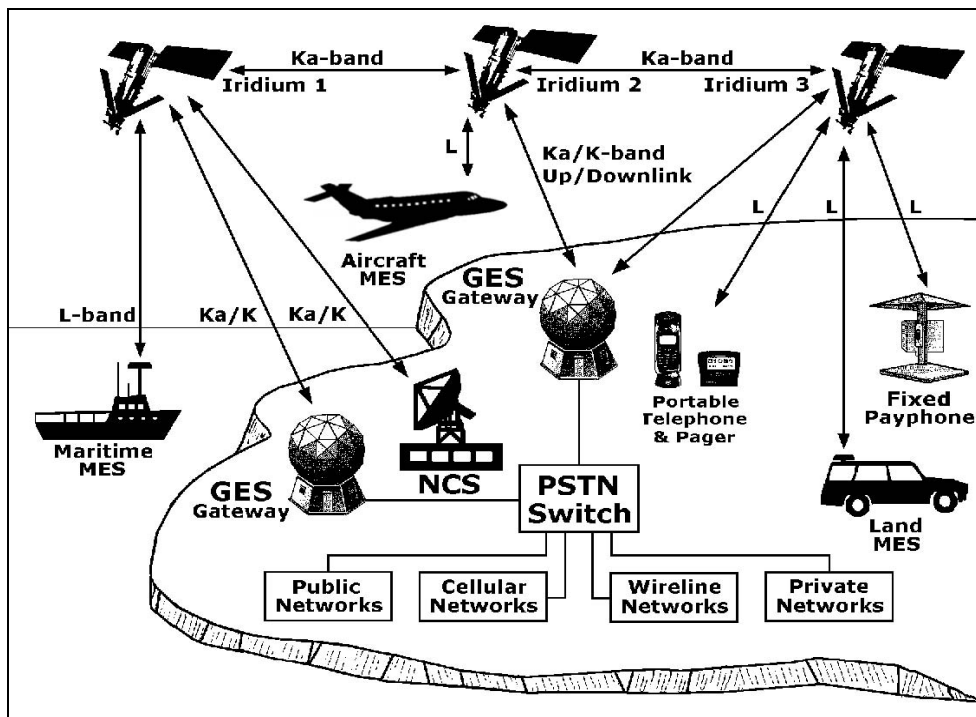 Ka-band
Ka-band
Iridium 1
Iridium 2
Iridium 3
L
Ka/K-band
Up/Downlink
L
L
L
Aircraft
MES
GES
Gateway
L-band
Ka/K
Ka/K
Maritime
MES
Portable
Telephone
& Pager
Fixed
Payphone
GES
Gateway
NCS
PSTN
Switch
Land
MES
Public
Networks
Cellular
Networks
Wireline
Networks
Private
Networks